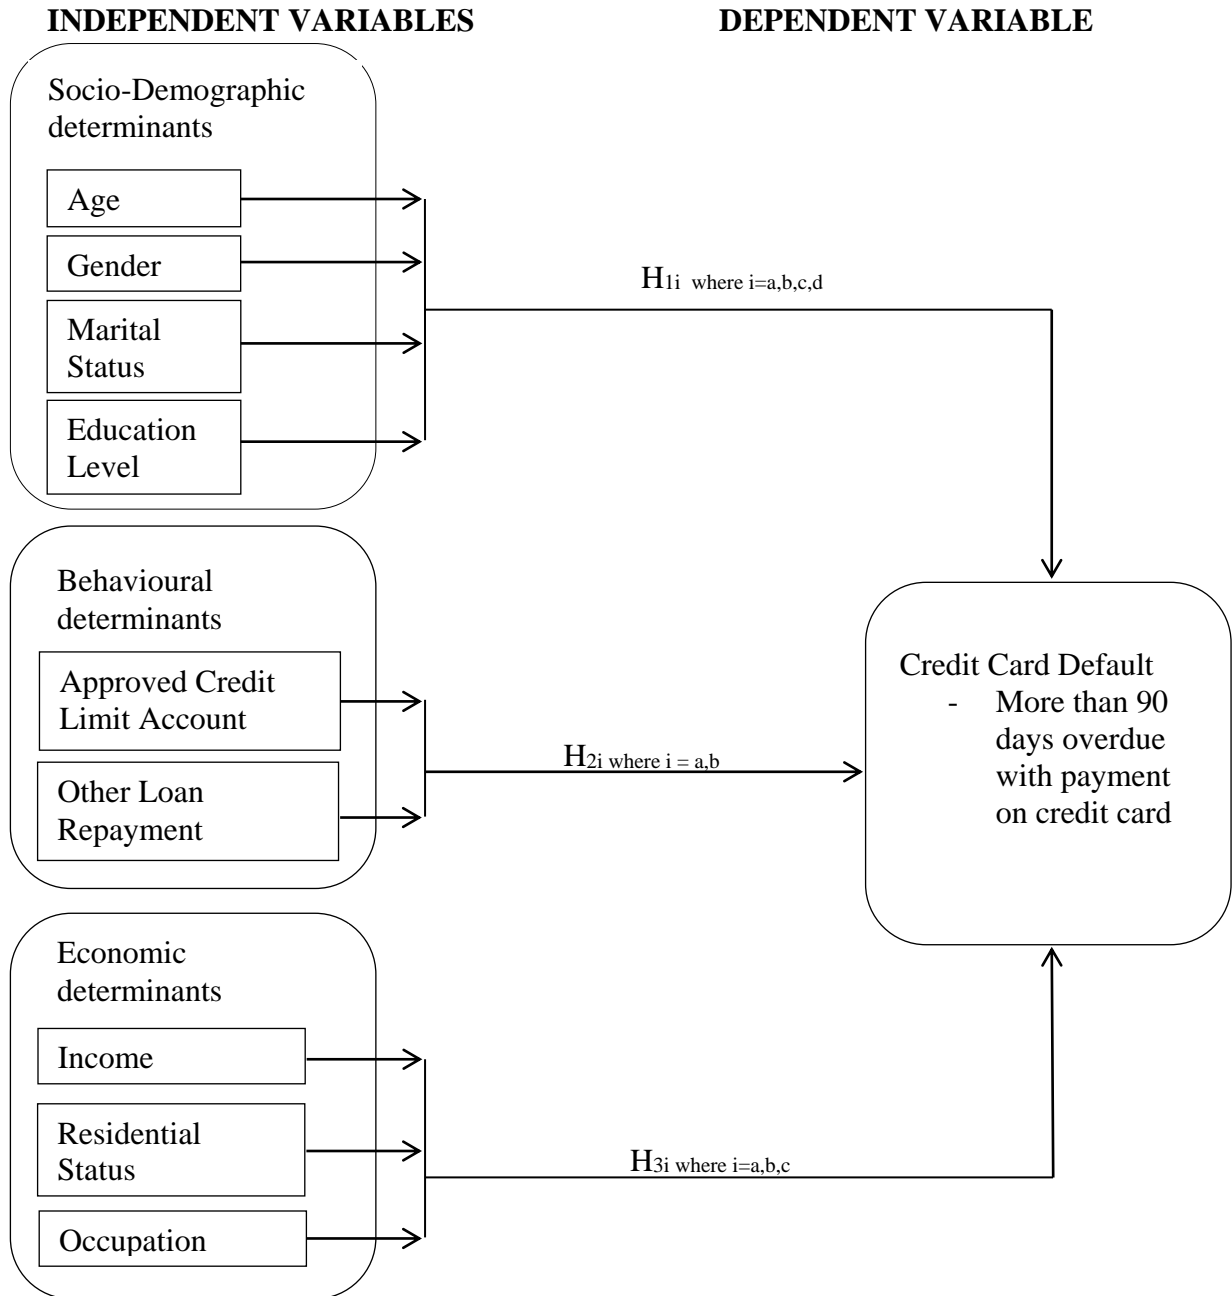 INDEPENDENT VARIABLES
DEPENDENT VARIABLE
Socio-Demographic
determinants
Age
Gender
Marital
Status
Education
Level
H1i where i=a,b,c,d
Behavioural
determinants
Approved Credit
Limit Account
Other Loan
Repayment
H2i where i = a,b
Credit Card Default
- More than 90
days overdue
with payment
on credit card
Economic
determinants
Income
Residential
Status
Occupation
H3i where i=a,b,c